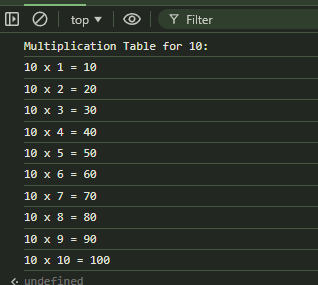 top
Filter
Multiplication Table for 10:
10 x 1 = 10
10 x 2 = 20
10 x 3 = 30
10 x 4 = 40
10 x 5 = 50
10 x 6 = 60
10 x 7 = 70
10 x 8 = 80
10 x 9 = 90
10 x 10 = 100
undefined